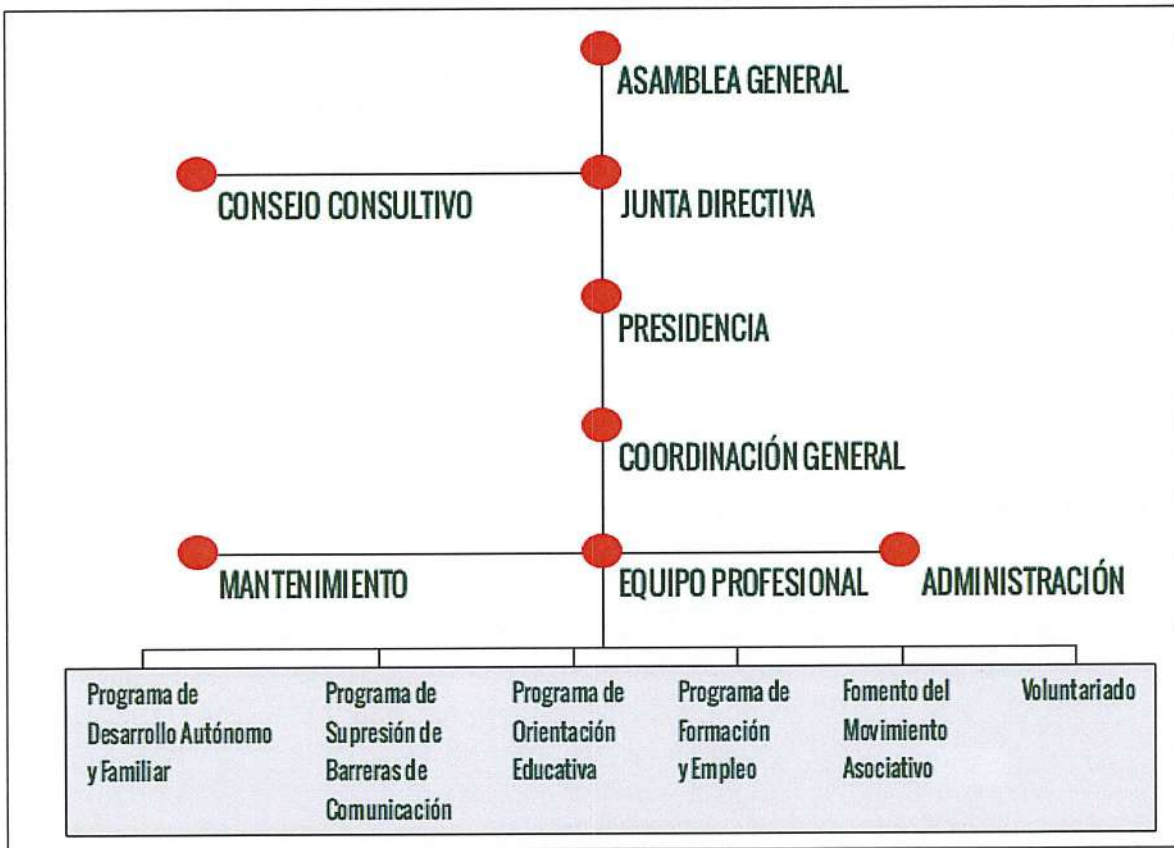 ASAMBLEA GENERAL
CONSEJO CONSULTIVO
JUNTA DIRECTIVA
PRESIDENCIA
COORDINACIÓN GENERAL
MANTENIMIENTO
EQUIPO PROFESIONAL
ADMINISTRACIÓN
Programa de
Desarrollo Autónomo
y Familiar
Programa de
Supresión de
Barreras de
Comunicación
Programa de
Orientación
Educativa
Programa de
Formación
y Empleo
Fomento del
Movimiento
Asociativo
Voluntariado